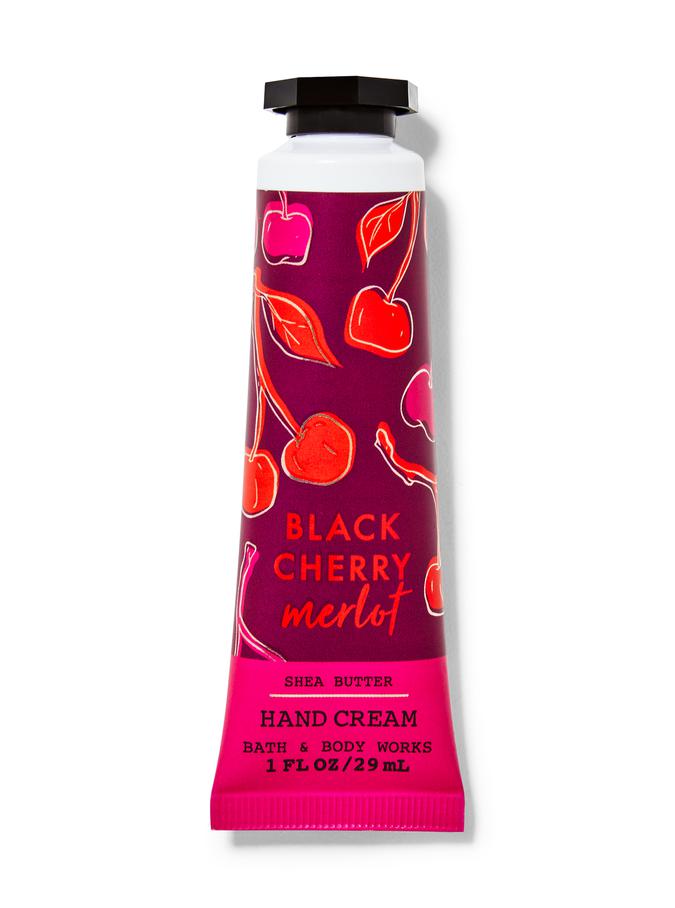 BLACK
CHERRY
merlot
SHEA BUTTER
HAND CREAM
BATH & BODY WORKS
1 FL OZ/29 mL